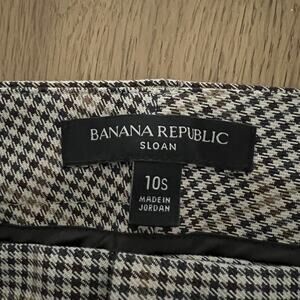 BANANA REPUBLIC
SLOAN
10S
MADE IN
JORDAN